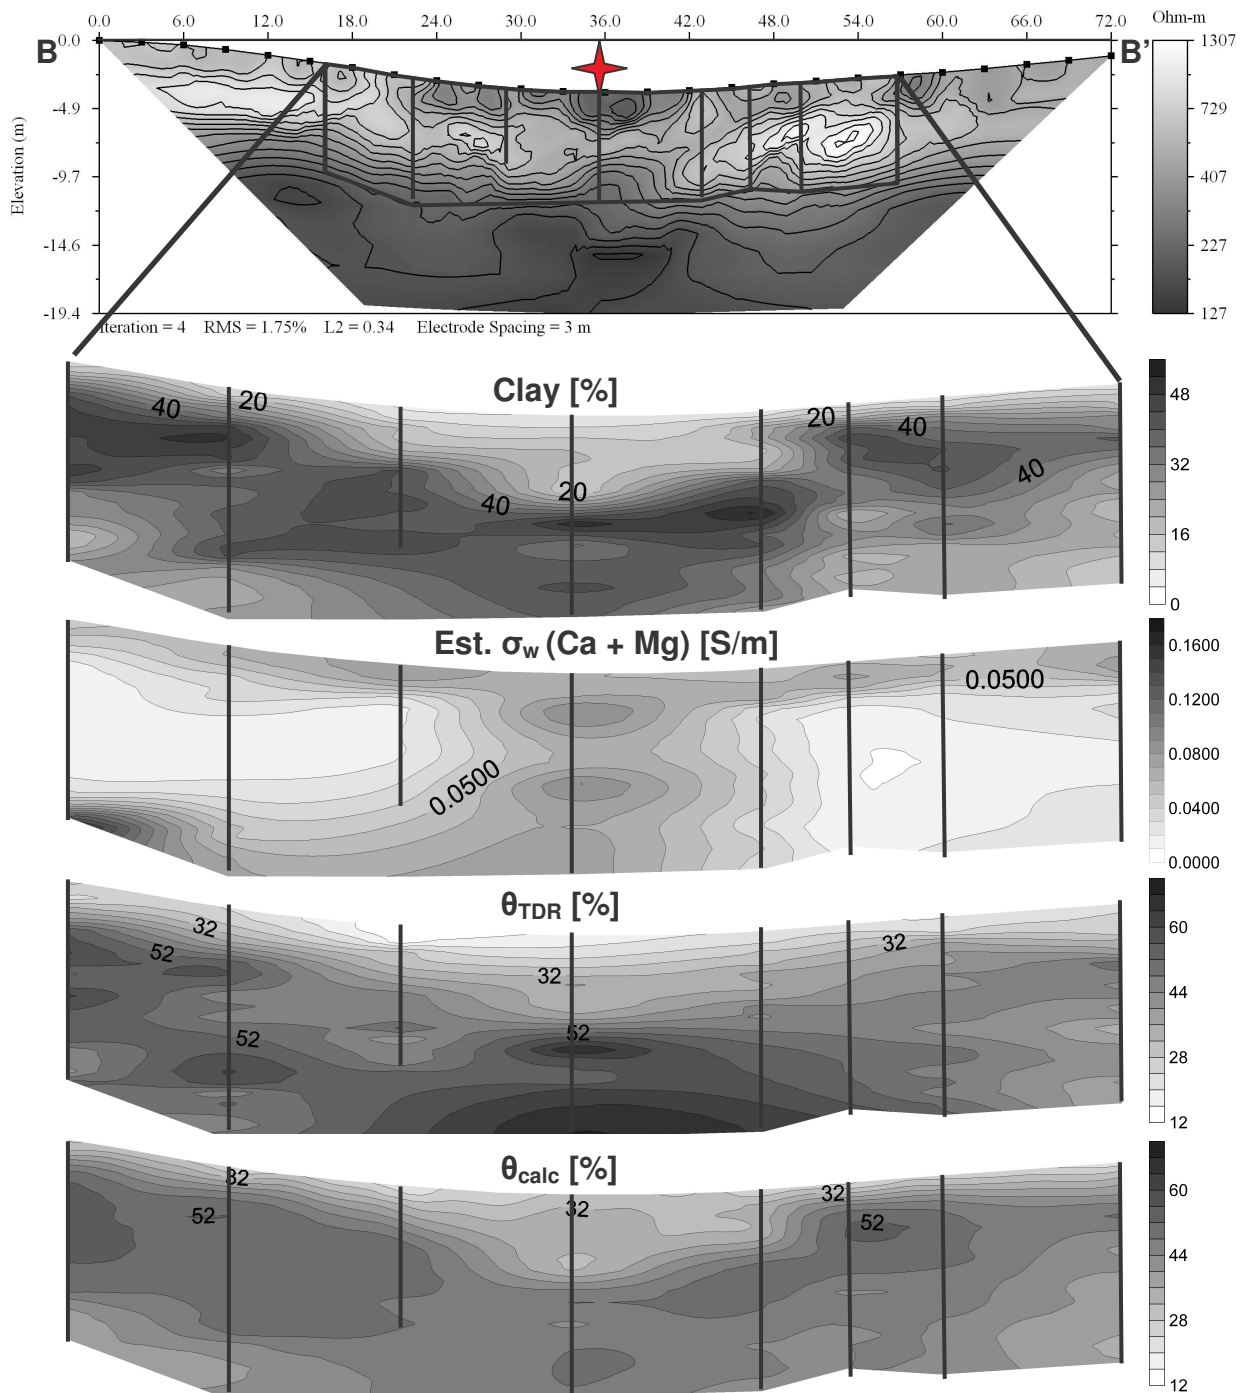 0.0 6.0 12.0 18.0 24.0 30.0 36.0 42.0 48.0 54.0 60.0 66.0 72.0 Ohm-m
B B'
0.0 1307
-4.9 729
Elevation (m)
-9.7 407
-14.6 227
-19.4 127
Iteration = 4 RMS = 1.75% L2 = 0.34 Electrode Spacing = 3 m
Clay [%]
40 20 20 40 48
40 20 40 32
16
0
Est. σw (Ca + Mg) [S/m]
0.0500 0.1600
0.0500 0.1200
0.0800
0.0400
0.0000
θTDR [%]
32 52 32 32 60
52 52 44
28
12
θcalc [%]
32 52 32 32 52 60
44
28
12